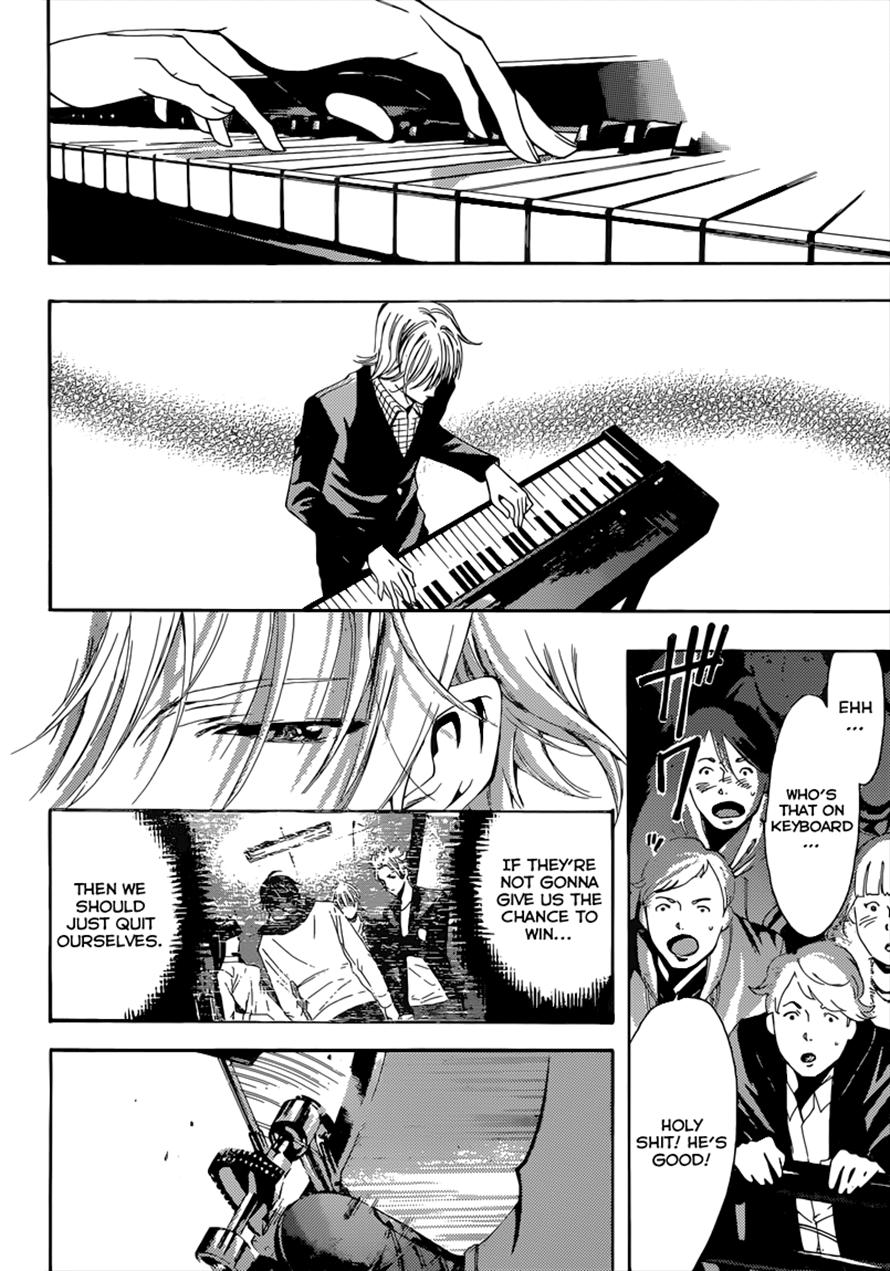 EHH
...
WHO'S
THAT ON
KEYBOARD
...
HOLY
SHIT! HE'S
GOOD!
IF THEY'RE
NOT GONNA
GIVE US THE
CHANCE TO
WIN...
THEN WE
SHOULD
JUST QUIT
OURSELVES.